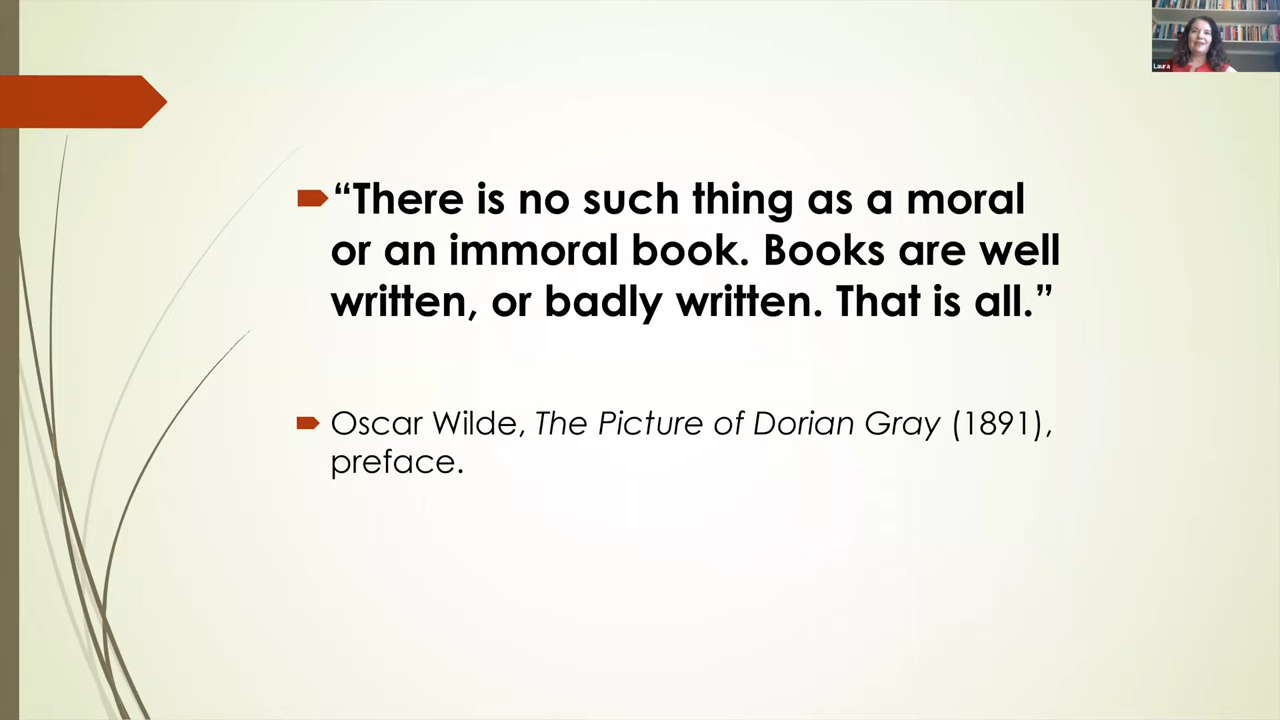 Laura
“There is no such thing as a moral
or an immoral book. Books are well
written, or badly written. That is all.”
Oscar Wilde, The Picture of Dorian Gray (1891),
preface.